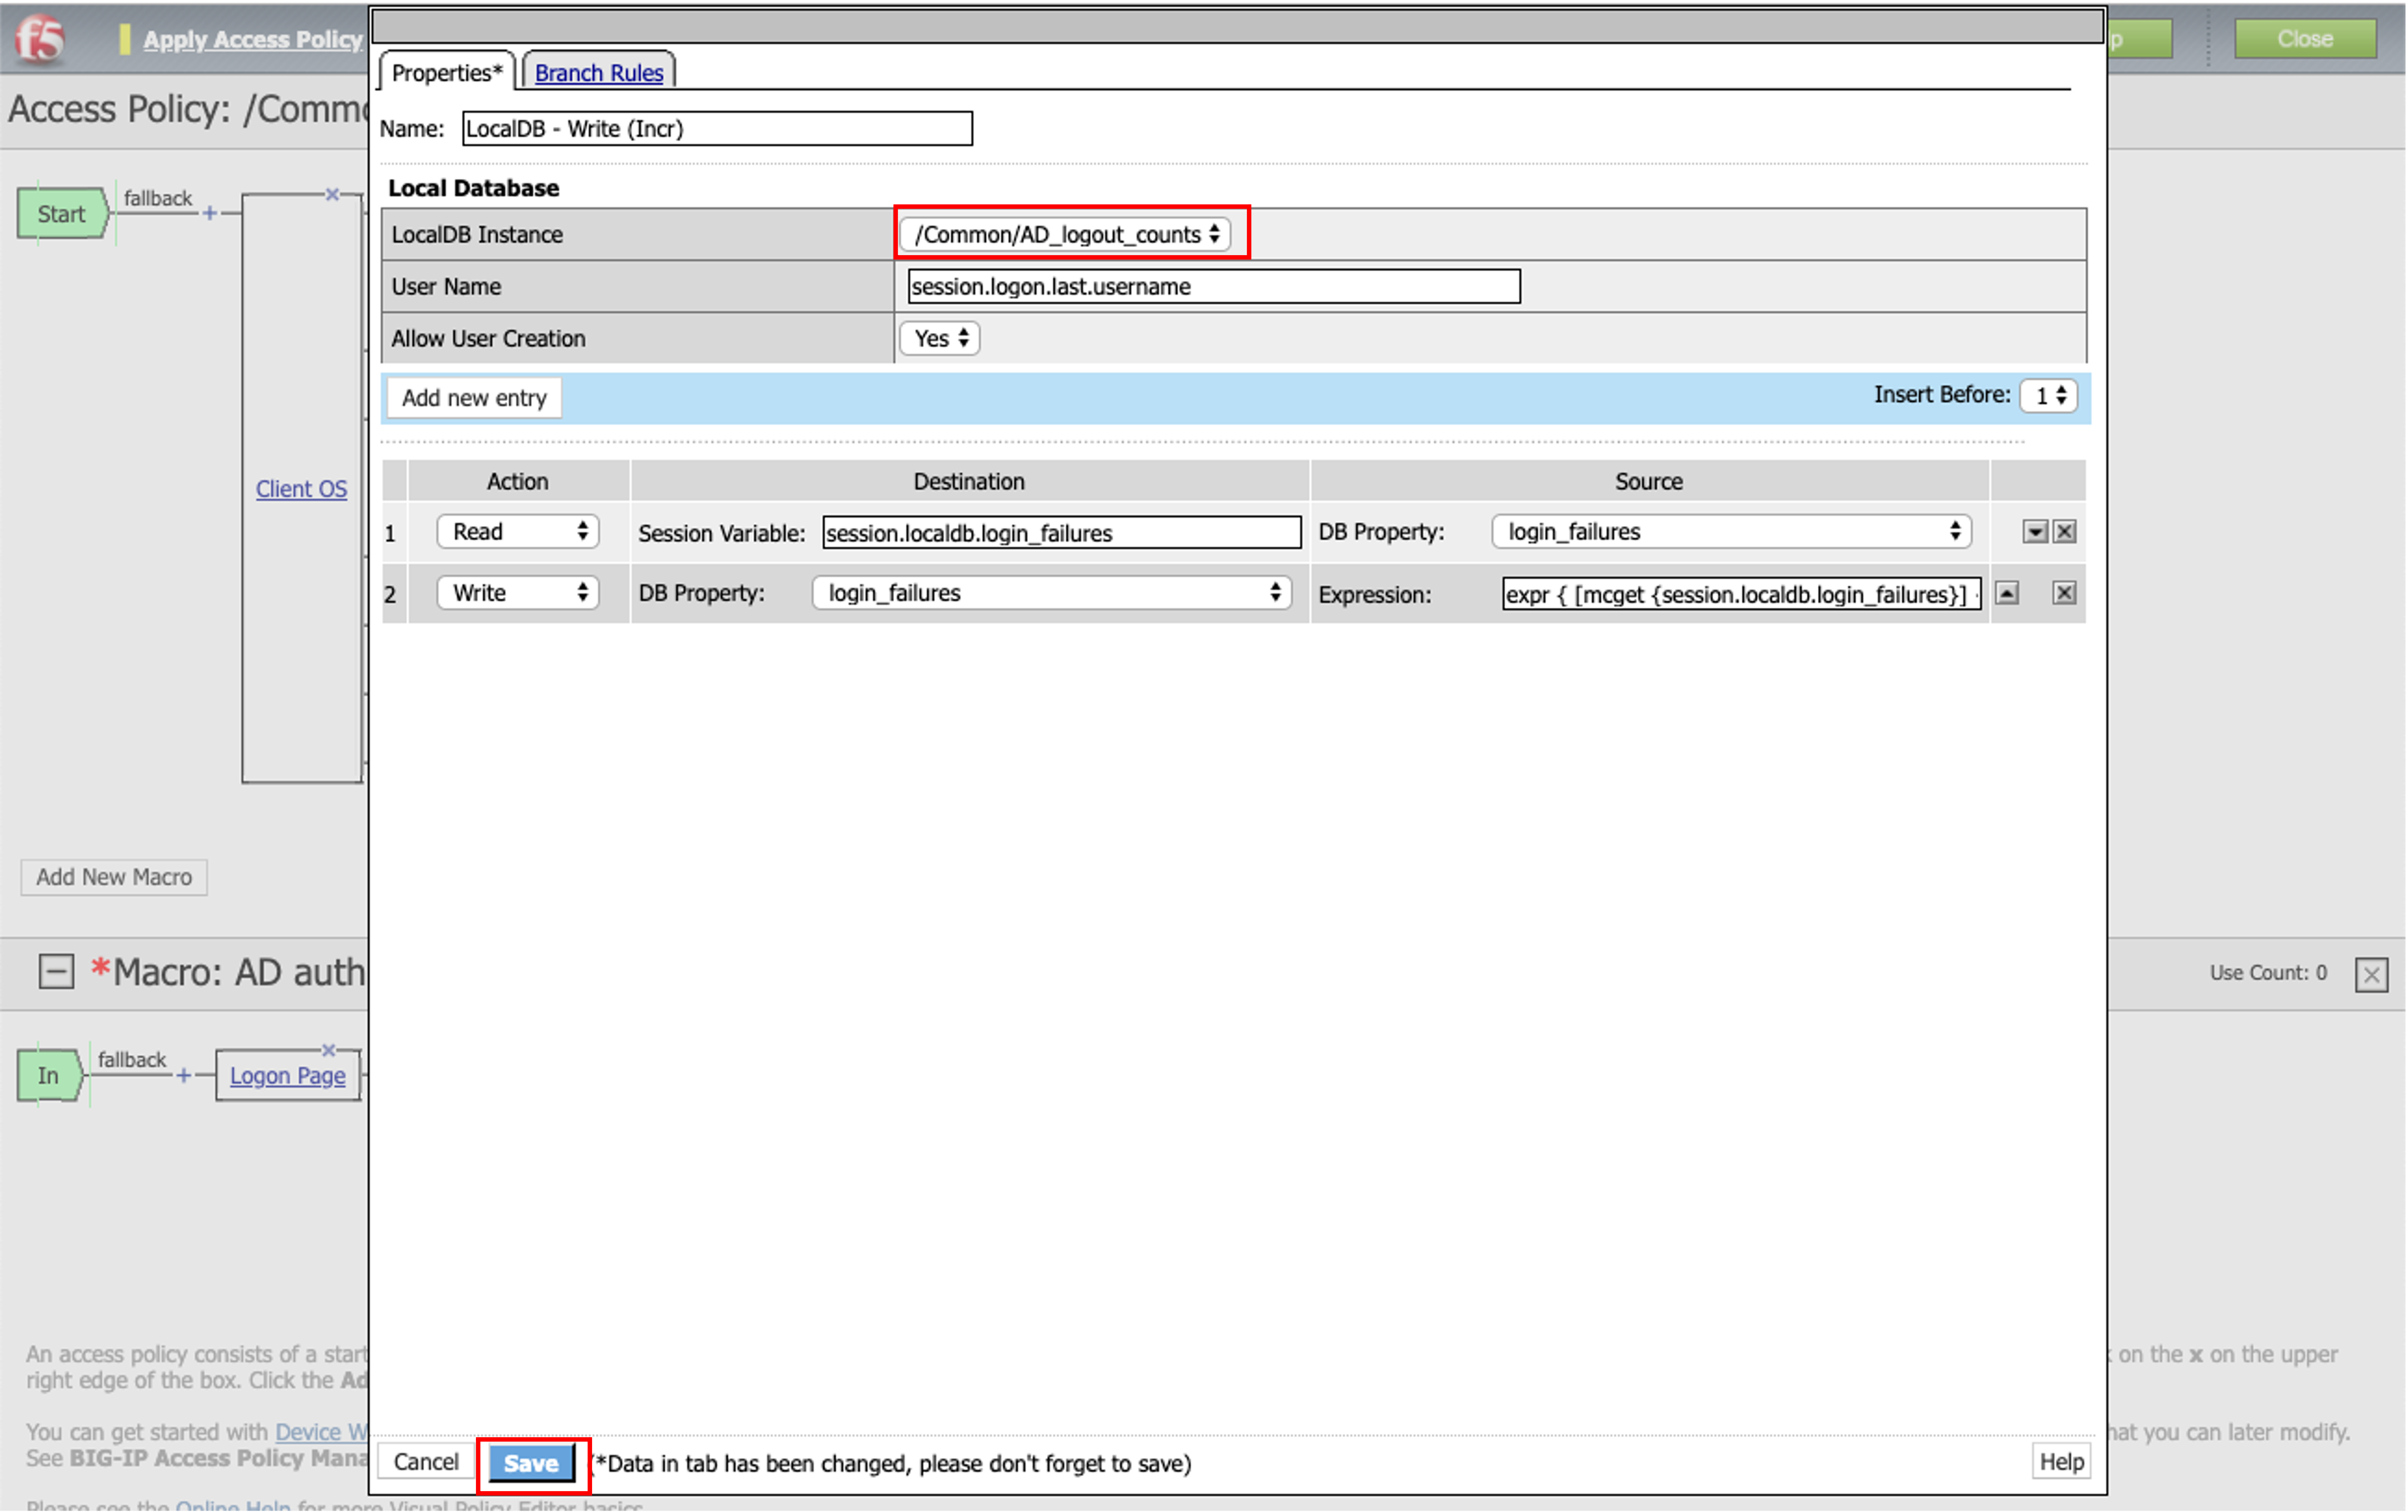 f5
Apply Access Policy
Close
Properties* Branch Rules
Access Policy: /Commo
Name: LocalDB - Write (Incr)
Local Database
Start fallback +
LocalDB Instance /Common/AD_logout_counts
User Name session.logon.last.username
Allow User Creation Yes
Add new entry Insert Before: 1
Action Destination Source
Client OS
1 Read Session Variable: session.localdb.login_failures DB Property: login_failures
2 Write DB Property: login_failures Expression: expr { [mcget {session.localdb.login_failures}]
Add New Macro
*Macro: AD auth
Use Count: 0
In fallback + Logon Page
An access policy consists of a start on the x on the upper
right edge of the box. Click the Ad
You can get started with Device W hat you can later modify.
See BIG-IP Access Policy Mana
Cancel Save (*Data in tab has been changed, please don't forget to save) Help
Please see the Online Help for more Visual Policy Editor basics